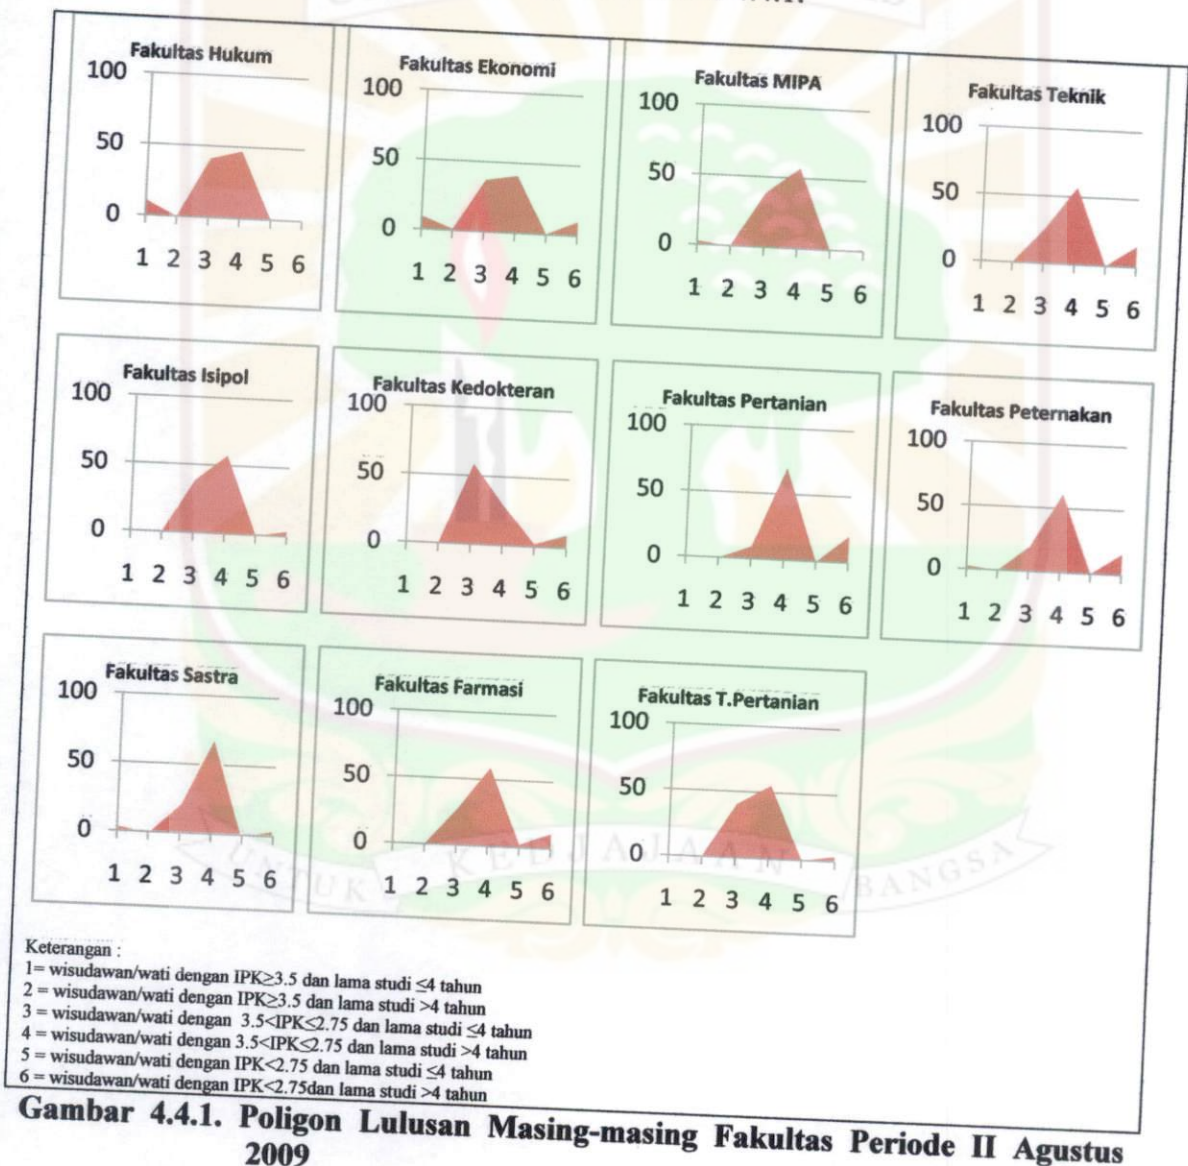 Fakultas Hukum
100
50
0
1 2 3 4 5 6
Fakultas Ekonomi
100
50
0
1 2 3 4 5 6
Fakultas MIPA
100
50
0
1 2 3 4 5 6
Fakultas Teknik
100
50
0
1 2 3 4 5 6
Fakultas Isipol
100
50
0
1 2 3 4 5 6
Fakultas Kedokteran
100
50
0
1 2 3 4 5 6
Fakultas Pertanian
100
50
0
1 2 3 4 5 6
Fakultas Peternakan
100
50
0
1 2 3 4 5 6
Fakultas Sastra
100
50
0
1 2 3 4 5 6
Fakultas Farmasi
100
50
0
1 2 3 4 5 6
Fakultas T.Pertanian
100
50
0
1 2 3 4 5 6
UNTUK KEDJAJAAN BANGSA
Keterangan :
1= wisudawan/wati dengan IPK≥3.5 dan lama studi ≤4 tahun
2 = wisudawan/wati dengan IPK≥3.5 dan lama studi >4 tahun
3 = wisudawan/wati dengan 3.5<IPK≤2.75 dan lama studi ≤4 tahun
4 = wisudawan/wati dengan 3.5<IPK≤2.75 dan lama studi >4 tahun
5 = wisudawan/wati dengan IPK<2.75 dan lama studi ≤4 tahun
6 = wisudawan/wati dengan IPK<2.75dan lama studi >4 tahun
Gambar 4.4.1. Poligon Lulusan Masing-masing Fakultas Periode II Agustus
2009